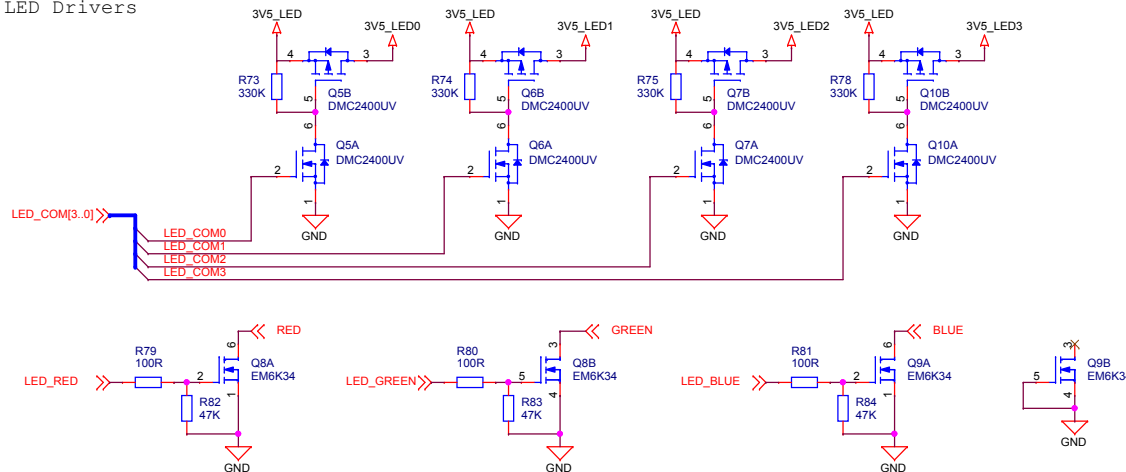 LED Drivers
3V5_LED
3V5_LED0
3V5_LED
3V5_LED1
3V5_LED
3V5_LED2
3V5_LED
3V5_LED3
4
3
4
3
4
3
4
3
R73
330K
5
Q5B
DMC2400UV
R74
330K
5
Q6B
DMC2400UV
R75
330K
5
Q7B
DMC2400UV
R78
330K
5
Q10B
DMC2400UV
6
Q5A
DMC2400UV
2
1
GND
6
Q6A
DMC2400UV
2
1
GND
6
Q7A
DMC2400UV
2
1
GND
6
Q10A
DMC2400UV
2
1
GND
LED_COM[3..0]
LED_COM0
LED_COM1
LED_COM2
LED_COM3
RED
GREEN
BLUE
LED_RED
R79
100R
2
6
Q8A
EM6K34
1
R82
47K
GND
LED_GREEN
R80
100R
5
3
Q8B
EM6K34
4
R83
47K
GND
LED_BLUE
R81
100R
2
6
Q9A
EM6K34
1
R84
47K
GND
5
3
Q9B
EM6K34
4
GND